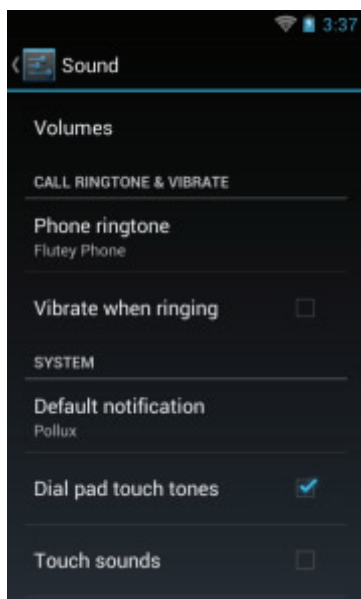 3:37
Sound
Volumes
CALL RINGTONE & VIBRATE
Phone ringtone
Flutey Phone
Vibrate when ringing
SYSTEM
Default notification
Pollux
Dial pad touch tones
Touch sounds